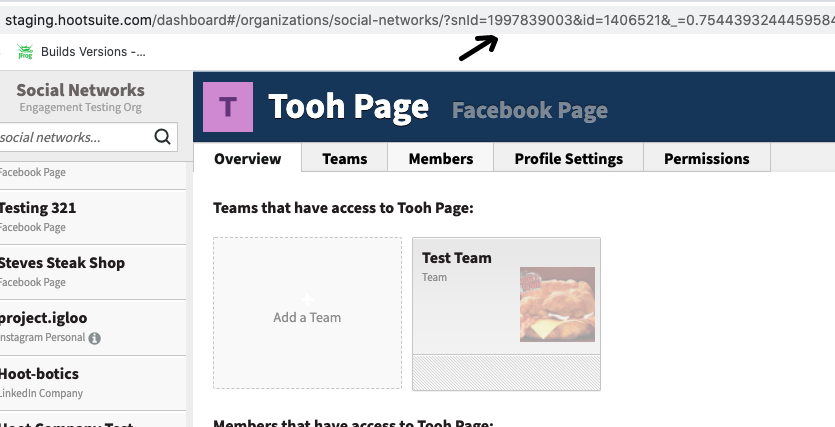 staging.hootsuite.com/dashboard#/organizations/social-networks/?snId=1997839003&id=1406521&_=0.7544393244459584
JFrog
Builds Versions -...
Social Networks
Engagement Testing Org
social networks...
Facebook Page
Testing 321
Facebook Page
Steves Steak Shop
Facebook Page
project.igloo
Instagram Personal
Hoot-botics
LinkedIn Company
Hoot Company Test
T
Tooh Page
Facebook Page
Overview
Teams
Members
Profile Settings
Permissions
Teams that have access to Tooh Page:
+
Add a Team
Test Team
Team
Members that have access to Tooh Page: